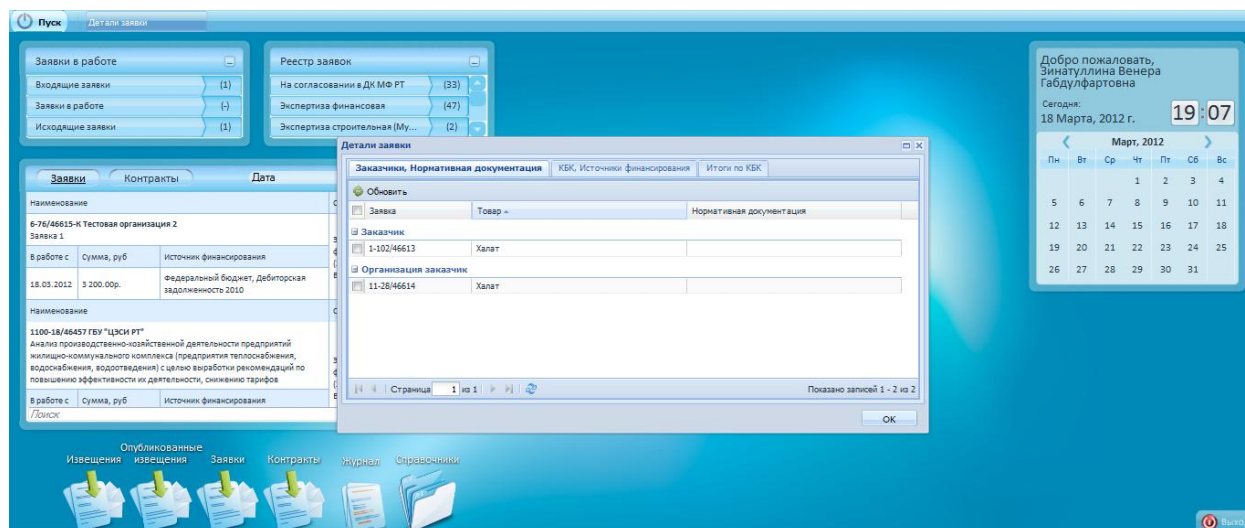 Пуск
Детали заявки
Заявки в работе
Входящие заявки (1)
Заявки в работе (-)
Исходящие заявки (1)
Реестр заявок
На согласовании в ДК МФ РТ (33)
Экспертиза финансовая (47)
Экспертиза строительная (Му... (2)
Добро пожаловать,
Зинатуллина Венера
Габдулфартовна
Сегодня:
18 Марта, 2012 г.
19:07
Март, 2012
Пн Вт Ср Чт Пт Сб Вс
1 2 3 4
5 6 7 8 9 10 11
12 13 14 15 16 17 18
19 20 21 22 23 24 25
26 27 28 29 30 31
Заявки Контракты Дата
Наименование
6-76/46615-К Тестовая организация 2
Заявка 1
В работе с Сумма, руб Источник финансирования
18.03.2012 3 200.00р. Федеральный бюджет, Дебиторская
задолженность 2010
Наименование
1100-18/46457 ГБУ "ЦЭСИ РТ"
Анализ производственно-хозяйственной деятельности предприятий
жилищно-коммунального комплекса (предприятия теплоснабжения,
водоснабжения, водоотведения) с целью выработки рекомендаций по
повышению эффективности их деятельности, снижению тарифов
В работе с Сумма, руб Источник финансирования
Поиск
Детали заявки
Заказчики, Нормативная документация КБК, Источники финансирования Итоги по КБК
Обновить
Заявка Товар Нормативная документация
Заказчик
1-102/46613 Халат
Организация заказчик
11-28/46614 Халат
Страница 1 из 1
Показано записей 1 - 2 из 2
OK
Извещения
Опубликованные
извещения
Заявки
Контракты
Журнал
Справочники